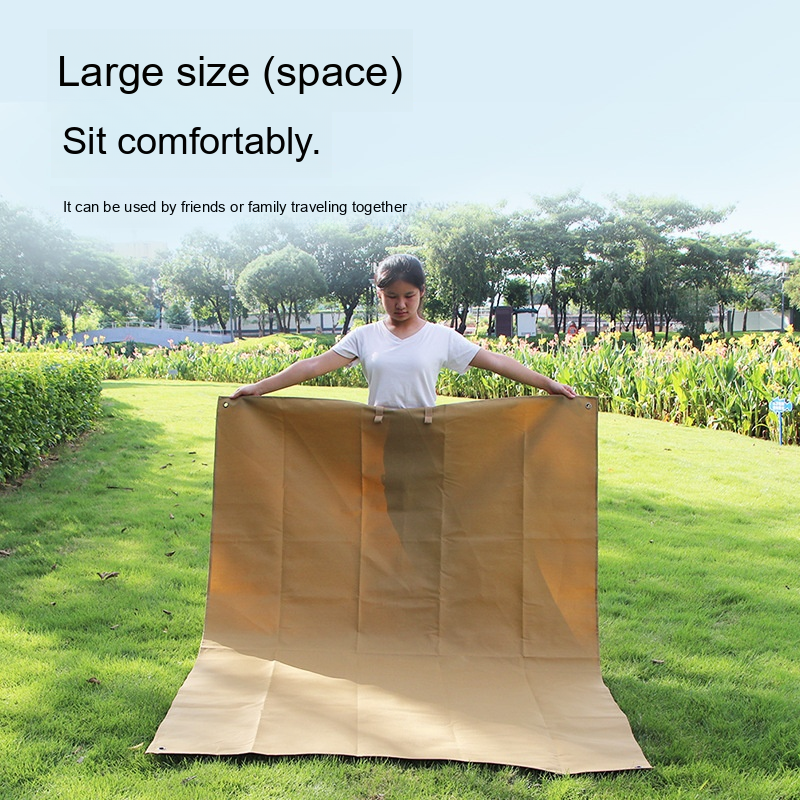 Large size (space)
Sit comfortably.
It can be used by friends or family traveling together